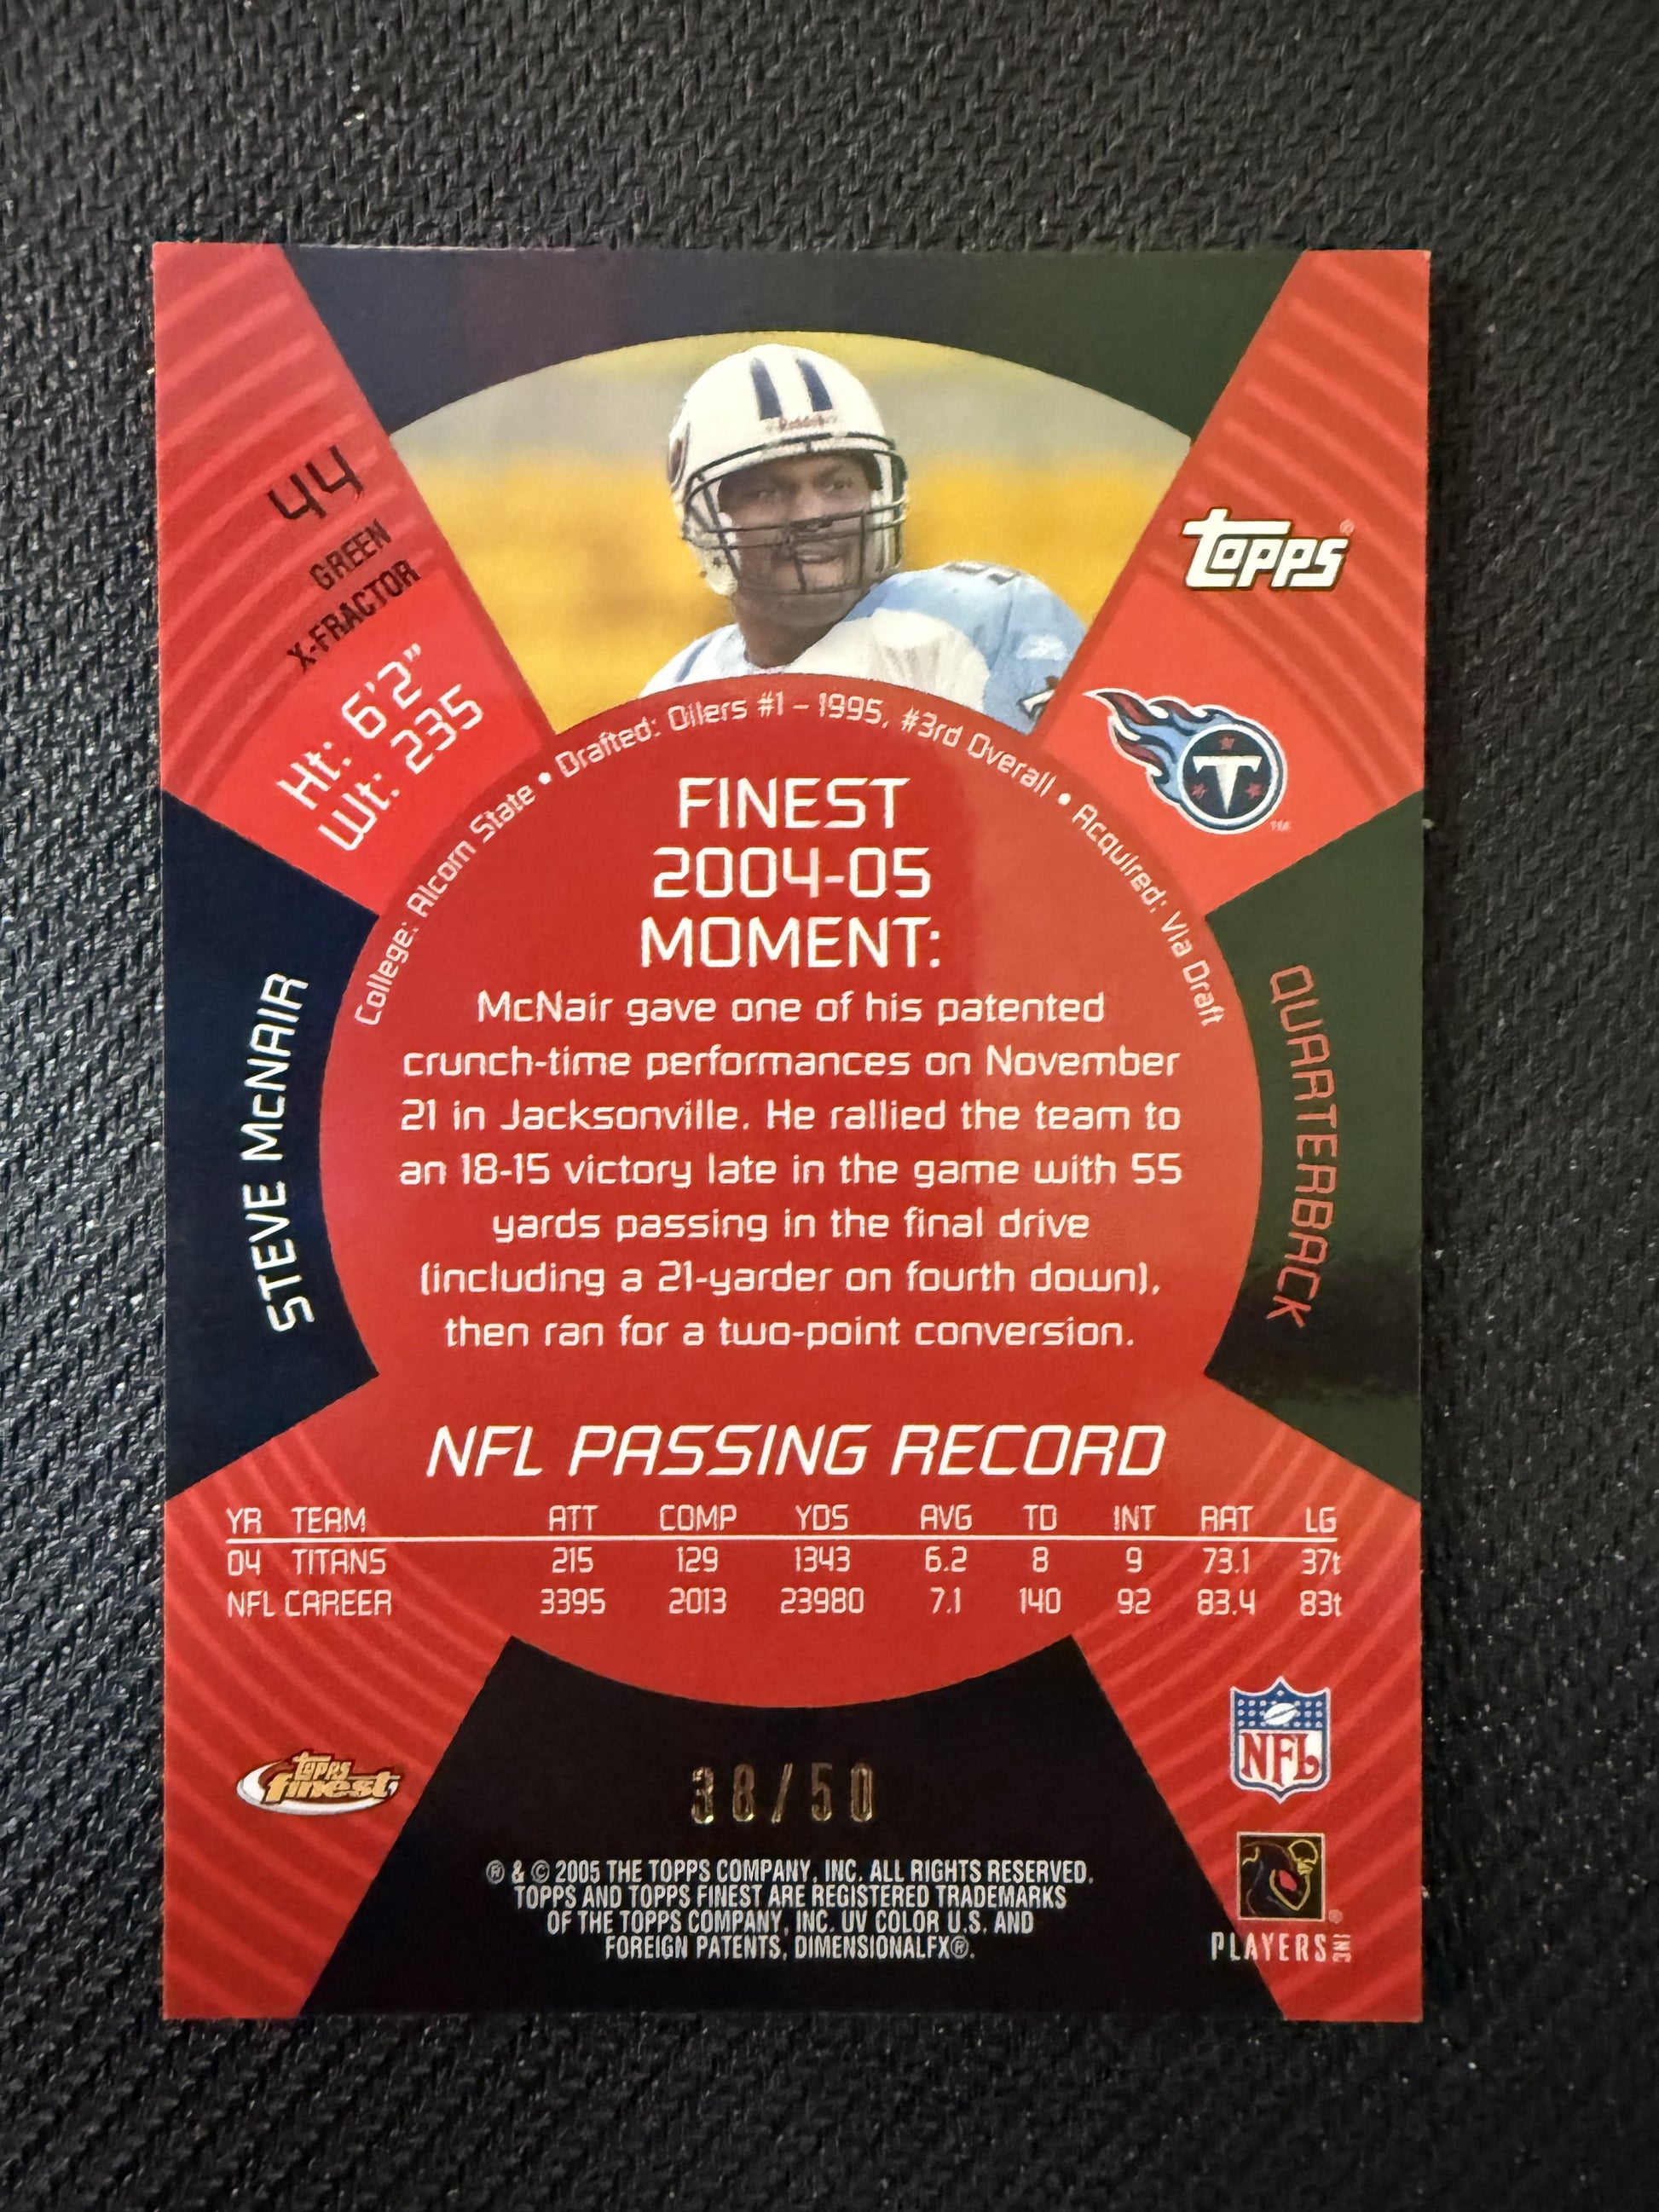 Riddell
44
GREEN
X-FRACTOR
Ht: 6'2"
Wt: 235
Topps®
T
TM
College: Alcorn State • Drafted: Oilers #1 – 1995, #3rd Overall • Acquired: Via Draft
FINEST
2004-05
MOMENT:
McNair gave one of his patented
crunch-time performances on November
21 in Jacksonville. He rallied the team to
an 18-15 victory late in the game with 55
yards passing in the final drive
(including a 21-yarder on fourth down),
then ran for a two-point conversion.
STEVE McNAIR
QUARTERBACK
NFL PASSING RECORD
YR TEAM ATT COMP YDS AVG TD INT RAT LG
04 TITANS 215 129 1343 6.2 8 9 73.1 37t
NFL CAREER 3395 2013 23980 7.1 140 92 83.4 83t
NFL
Topps
finest
38/50
® & © 2005 THE TOPPS COMPANY, INC. ALL RIGHTS RESERVED.
TOPPS AND TOPPS FINEST ARE REGISTERED TRADEMARKS
OF THE TOPPS COMPANY, INC. UV COLOR U.S. AND
FOREIGN PATENTS, DIMENSIONALFX®.
®
PLAYERS INC